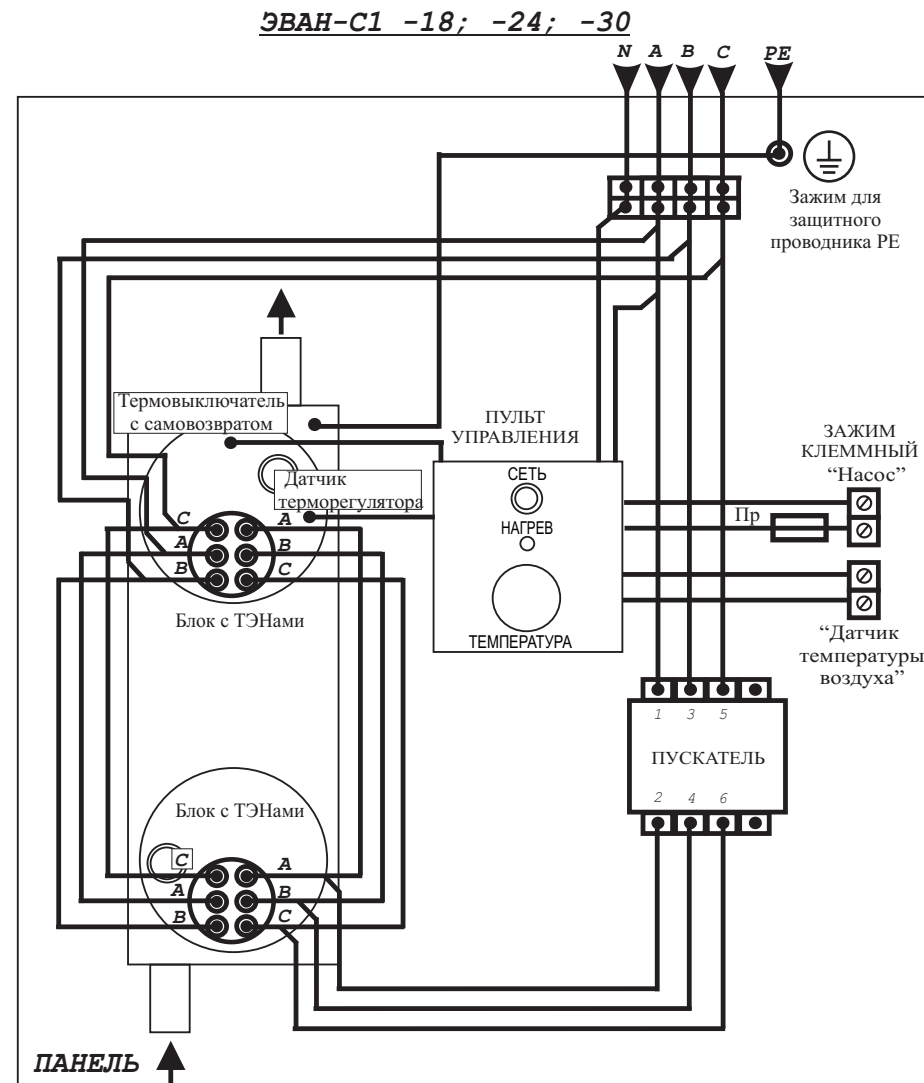 ЭВАН-С1 -18; -24; -30
N A B C PE
Зажим для
защитного
проводника РЕ
Термовыключатель
с самовозвратом
ПУЛЬТ
УПРАВЛЕНИЯ
ЗАЖИМ
КЛЕММНЫЙ
“Насос”
СЕТЬ
Датчик
терморегулятора
Пр
НАГРЕВ
C A
A B
B C
Блок с ТЭНами
ТЕМПЕРАТУРА
“Датчик
температуры
воздуха”
1 3 5
ПУСКАТЕЛЬ
2 4 6
Блок с ТЭНами
C A
A B
B C
ПАНЕЛЬ